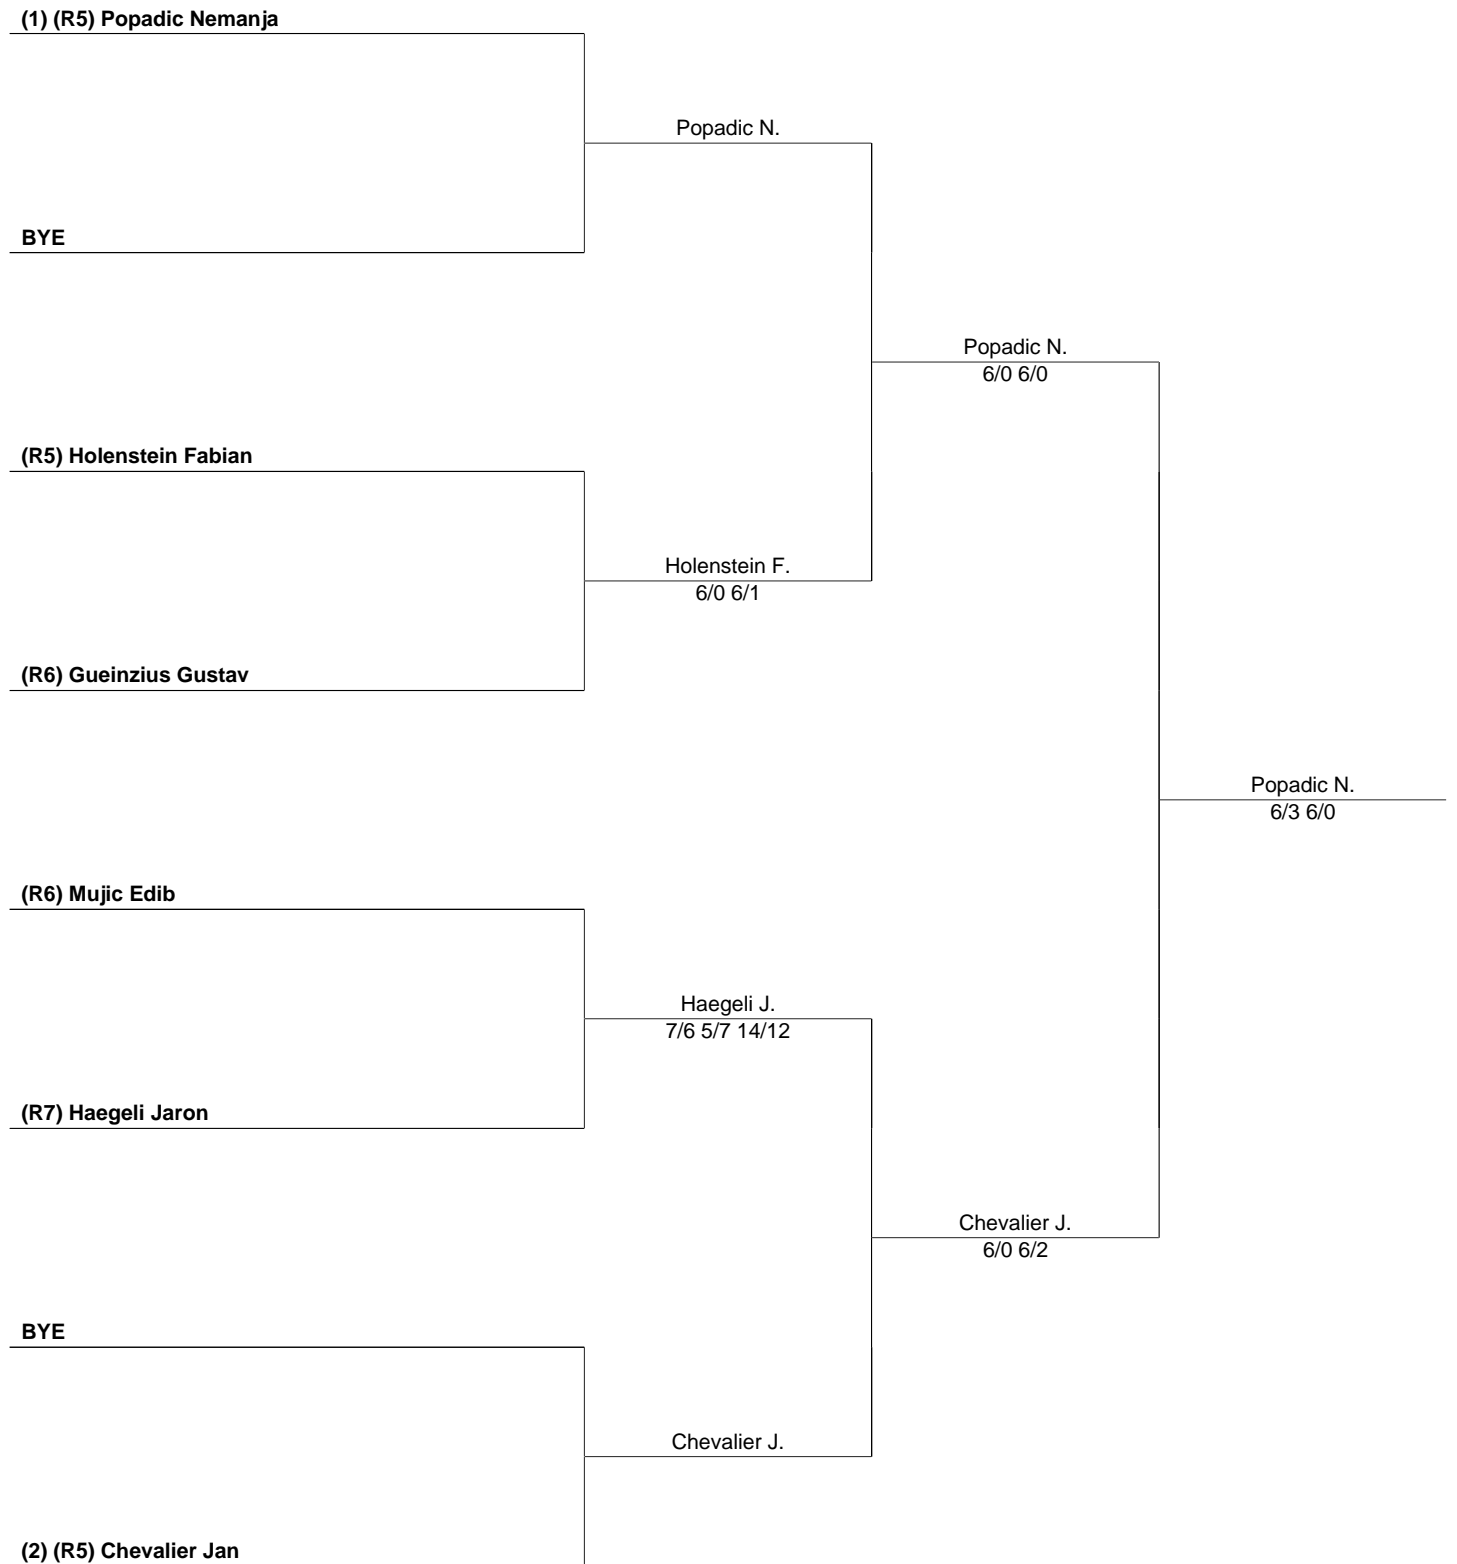 (1) (R5) Popadic Nemanja
Popadic N.
BYE
Popadic N.
6/0 6/0
(R5) Holenstein Fabian
Holenstein F.
6/0 6/1
(R6) Gueinzius Gustav
Popadic N.
6/3 6/0
(R6) Mujic Edib
Haegeli J.
7/6 5/7 14/12
(R7) Haegeli Jaron
Chevalier J.
6/0 6/2
BYE
Chevalier J.
(2) (R5) Chevalier Jan